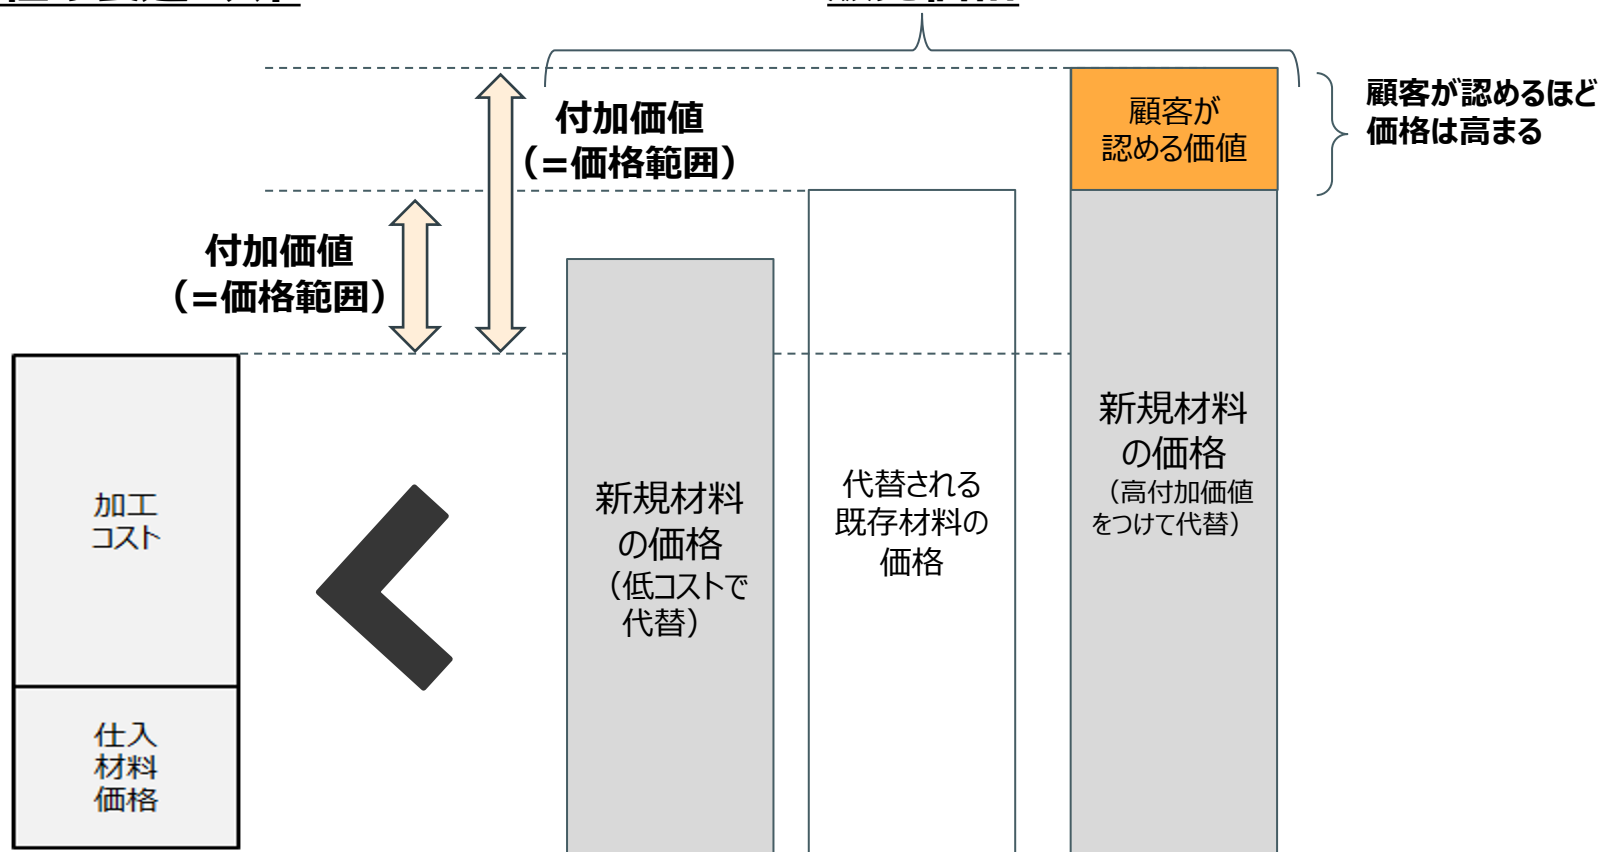 付加価値
（=価格範囲）
付加価値
（=価格範囲）
顧客が
認める価値
顧客が認めるほど
価格は高まる
加工
コスト
仕入
材料
価格
新規材料
の価格
（低コストで
代替）
代替される
既存材料の
価格
新規材料
の価格
（高付加価値
をつけて代替）